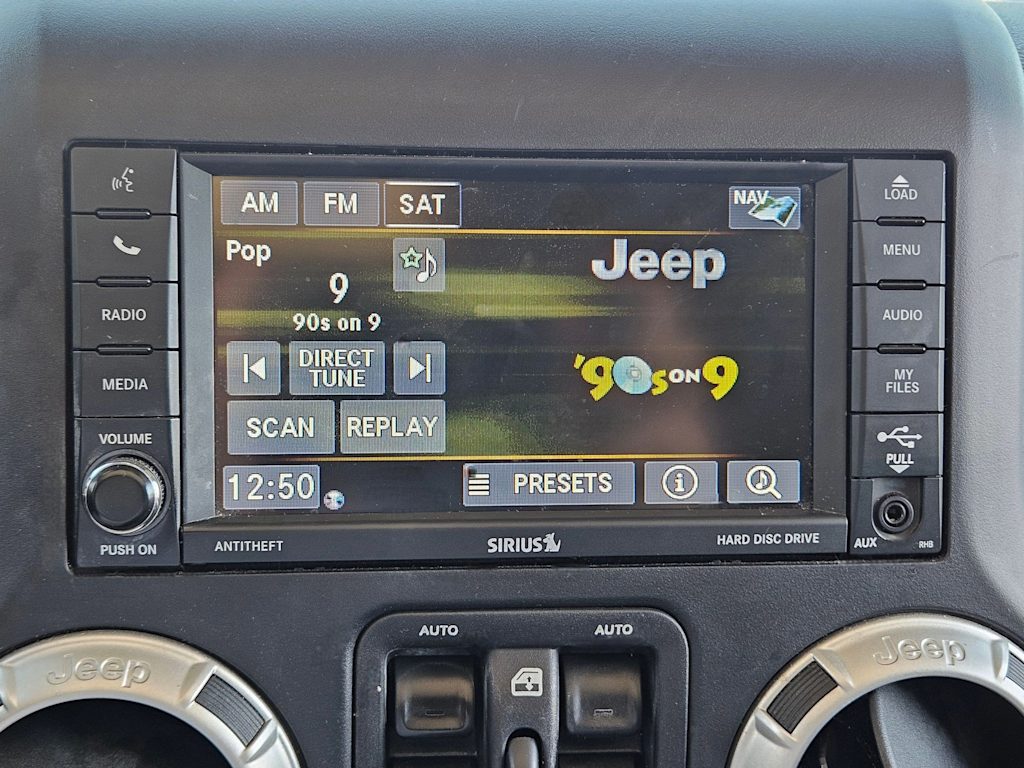 AM FM SAT NAV
Pop
Jeep
9
90s on 9
DIRECT
TUNE
'90s ON 9
SCAN REPLAY
12:50 PRESETS i
RADIO
MEDIA
VOLUME
PUSH ON
LOAD
MENU
AUDIO
MY
FILES
PULL
AUX RHB
ANTITHEFT SIRIUS HARD DISC DRIVE
AUTO AUTO
Jeep Jeep